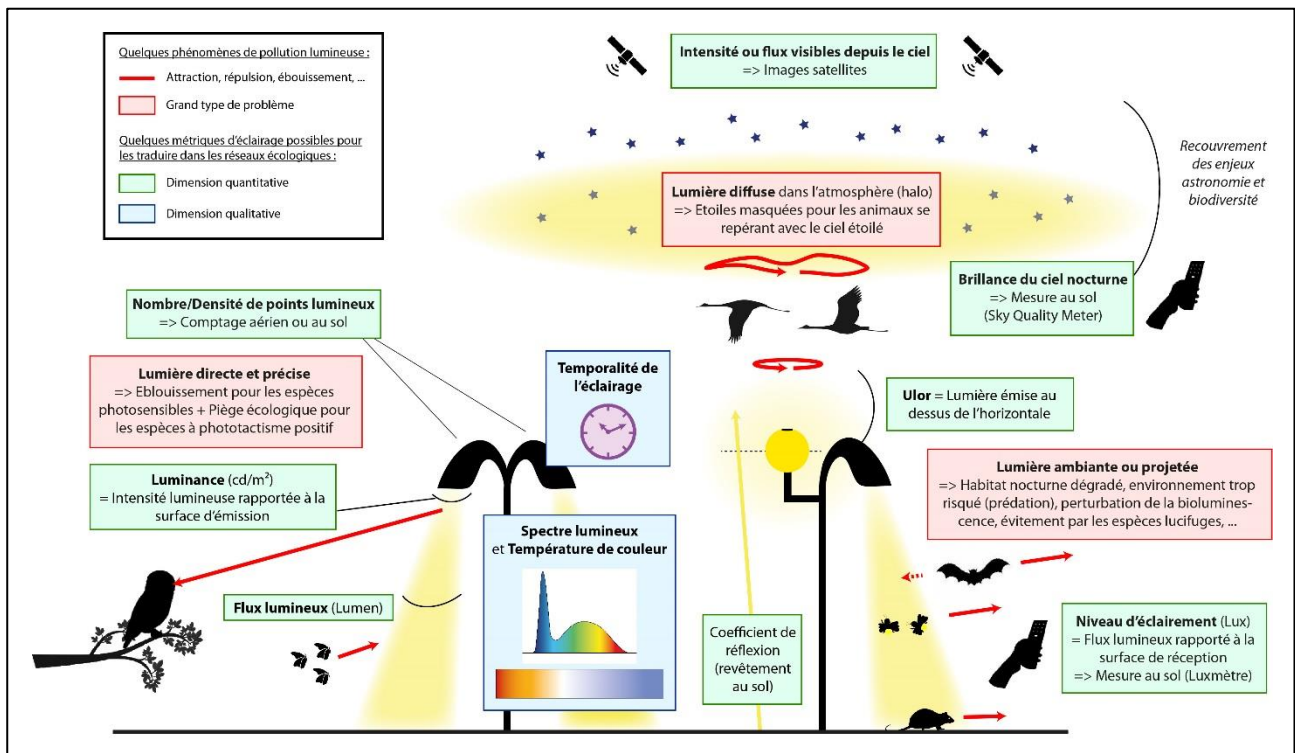 Quelques phénomènes de pollution lumineuse :
Attraction, répulsion, ébouissement, ...
Grand type de problème
Quelques métriques d'éclairage possibles pour
les traduire dans les réseaux écologiques :
Dimension quantitative
Dimension qualitative
Intensité ou flux visibles depuis le ciel
=> Images satellites
Recouvrement
des enjeux
astronomie et
biodiversité
Lumière diffuse dans l'atmosphère (halo)
=> Etoiles masquées pour les animaux se
repérant avec le ciel étoilé
Brillance du ciel nocturne
=> Mesure au sol
(Sky Quality Meter)
Nombre/Densité de points lumineux
=> Comptage aérien ou au sol
Lumière directe et précise
=> Eblouissement pour les espèces
photosensibles + Piège écologique pour
les espèces à phototactisme positif
Temporalité de
l'éclairage
Ulor = Lumière émise au
dessus de l'horizontale
Luminance (cd/m²)
= Intensité lumineuse rapportée à la
surface d'émission
Lumière ambiante ou projetée
=> Habitat nocturne dégradé, environnement trop
risqué (prédation), perturbation de la biolumines-
cence, évitement par les espèces lucifuges, ...
Spectre lumineux
et Température de couleur
Flux lumineux (Lumen)
Coefficient de
réflexion
(revêtement
au sol)
Niveau d'éclairement (Lux)
= Flux lumineux rapporté à la
surface de réception
=> Mesure au sol (Luxmètre)